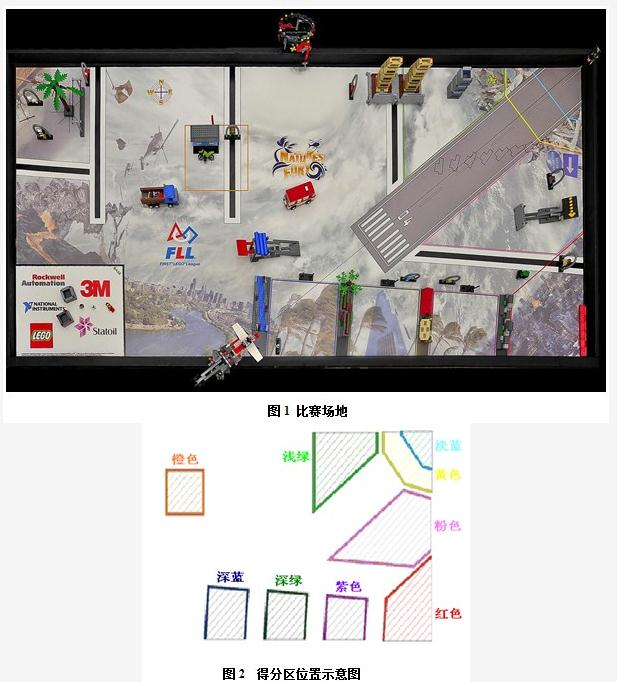 N
W E
S
NATURE'S
FURY
FLL
FIRST LEGO League
04
Rockwell
Automation
3M
NATIONAL
INSTRUMENTS
LEGO
Statoil
图 1 比赛场地
橙色
浅绿
淡蓝
黄色
粉色
深蓝
深绿
紫色
红色
图 2 得分区位置示意图